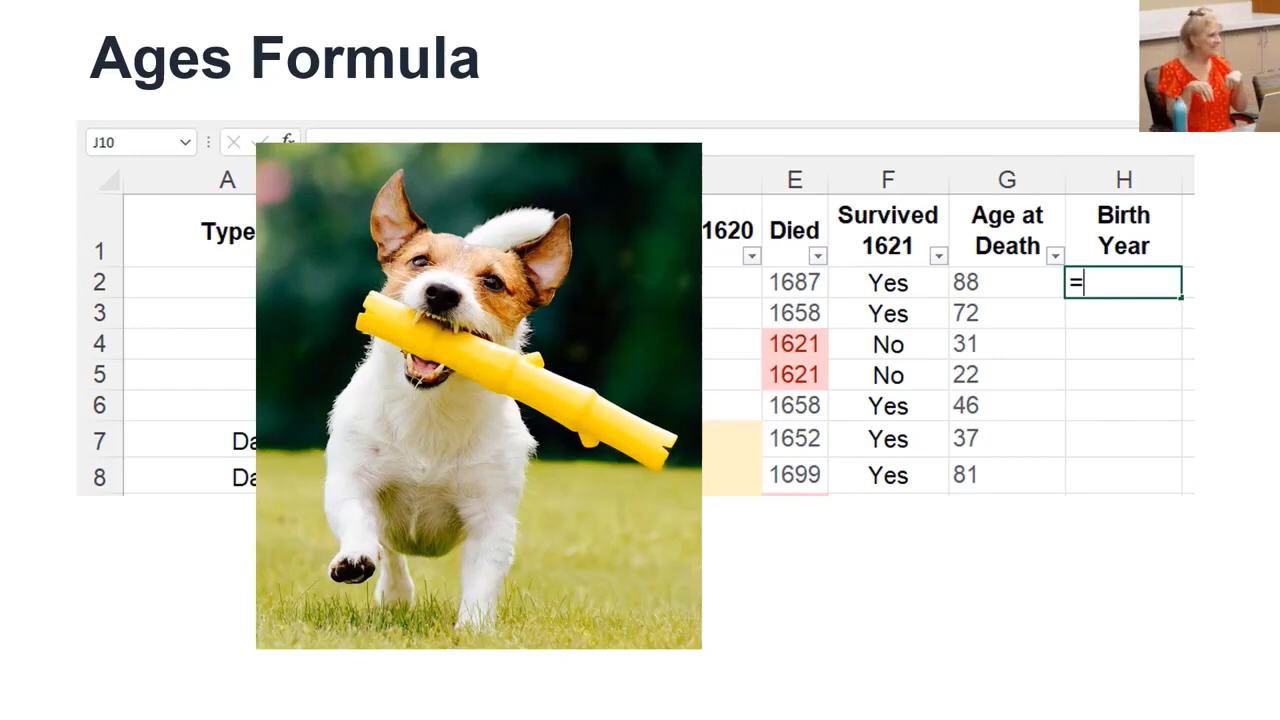 Ages Formula
J10
A E F G H
1 Type 1620 Died Survived 1621 Age at Death Birth Year
2 1687 Yes 88 =
3 1658 Yes 72
4 1621 No 31
5 1621 No 22
6 1658 Yes 46
7 Da 1652 Yes 37
8 Da 1699 Yes 81